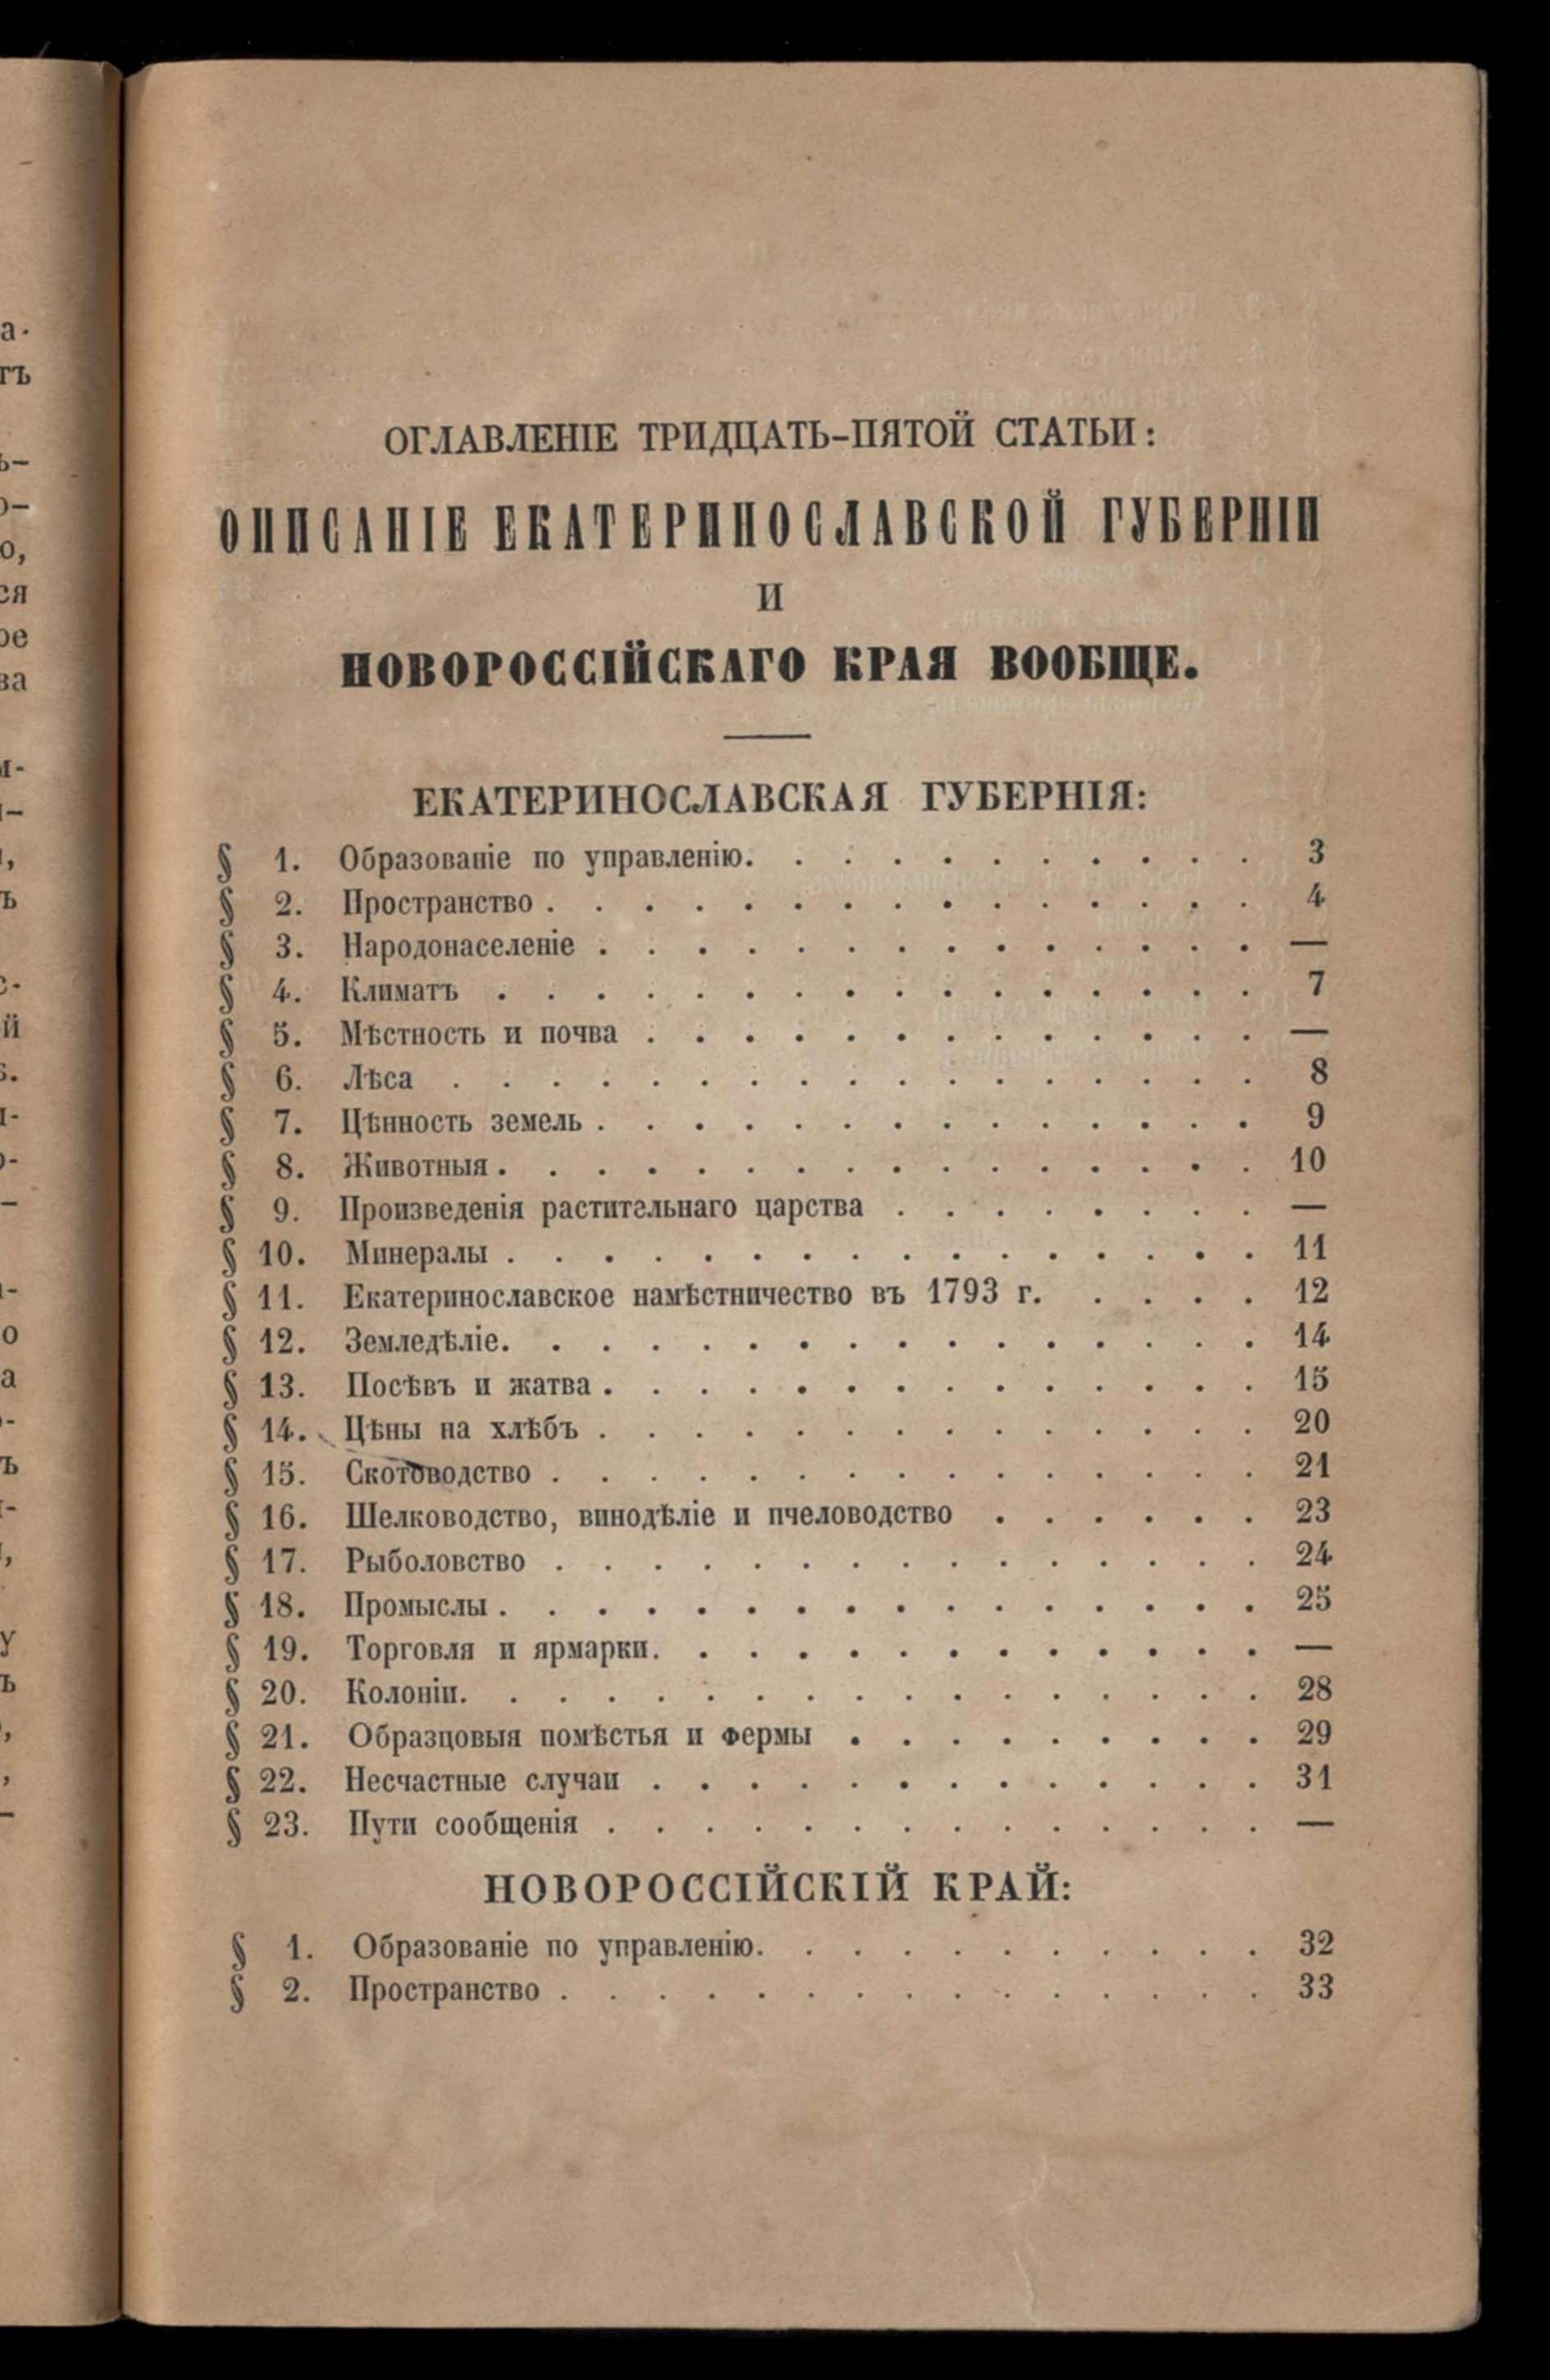 ОГЛАВЛЕНІЕ ТРИДЦАТЬ-ПЯТОЙ СТАТЬИ:
ОПИСАНІЕ ЕКАТЕРИНОСЛАВСКОЙ ГУБЕРНІИ
И
НОВОРОССІЙСКАГО КРАЯ ВООБЩЕ.
ЕКАТЕРИНОСЛАВСКАЯ ГУБЕРНІЯ:
§ 1. Образованіе по управленію. . . . . . . . . . . 3
§ 2. Пространство . . . . . . . . . . . . . . . 4
§ 3. Народонаселеніе . . . . . . . . . . . . . . —
§ 4. Климатъ . . . . . . . . . . . . . . . . 7
§ 5. Мѣстность и почва . . . . . . . . . . . . . —
§ 6. Лѣса . . . . . . . . . . . . . . . . . 8
§ 7. Цѣнность земель . . . . . . . . . . . . . . 9
§ 8. Животныя . . . . . . . . . . . . . . . . 10
§ 9. Произведенія растительнаго царства . . . . . . . . —
§ 10. Минералы . . . . . . . . . . . . . . . . 11
§ 11. Екатеринославское намѣстничество въ 1793 г. . . . . 12
§ 12. Земледѣліе. . . . . . . . . . . . . . . . 14
§ 13. Посѣвъ и жатва . . . . . . . . . . . . . . 15
§ 14. Цѣны на хлѣбъ . . . . . . . . . . . . . . 20
§ 15. Скотоводство . . . . . . . . . . . . . . . 21
§ 16. Шелководство, винодѣліе и пчеловодство . . . . . . 23
§ 17. Рыболовство . . . . . . . . . . . . . . . 24
§ 18. Промыслы . . . . . . . . . . . . . . . . 25
§ 19. Торговля и ярмарки. . . . . . . . . . . . . —
§ 20. Колоніи. . . . . . . . . . . . . . . . . 28
§ 21. Образцовыя помѣстья и фермы . . . . . . . . . 29
§ 22. Несчастные случаи . . . . . . . . . . . . . 31
§ 23. Пути сообщенія . . . . . . . . . . . . . . —
НОВОРОССІЙСКІЙ КРАЙ:
§ 1. Образованіе по управленію. . . . . . . . . . . 32
§ 2. Пространство . . . . . . . . . . . . . . . 33